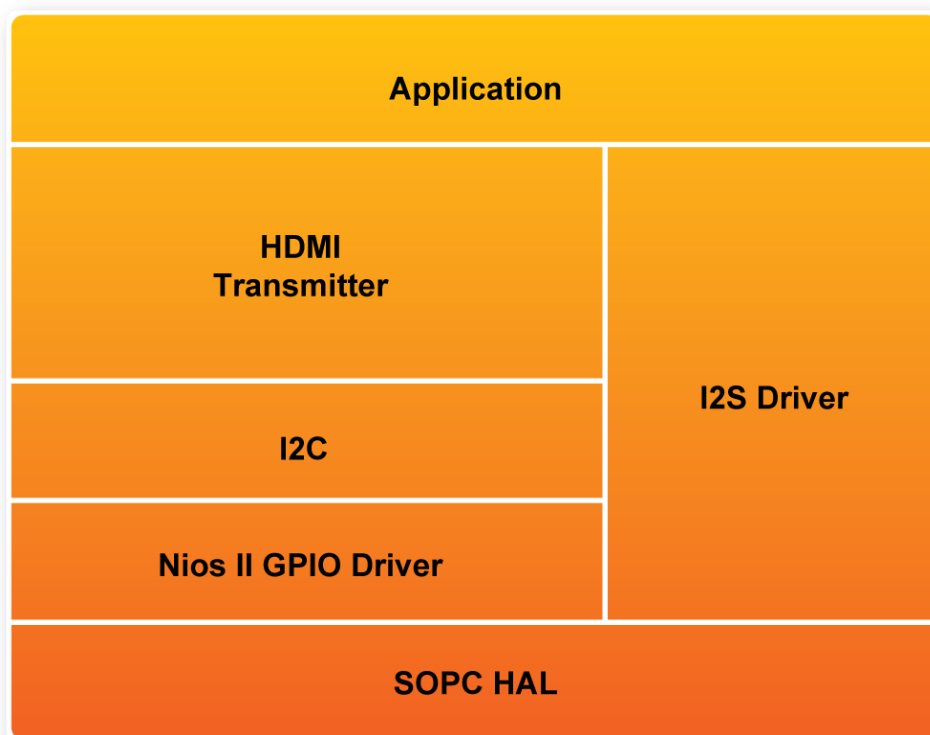 Application
HDMI
Transmitter
I2S Driver
I2C
Nios II GPIO Driver
SOPC HAL